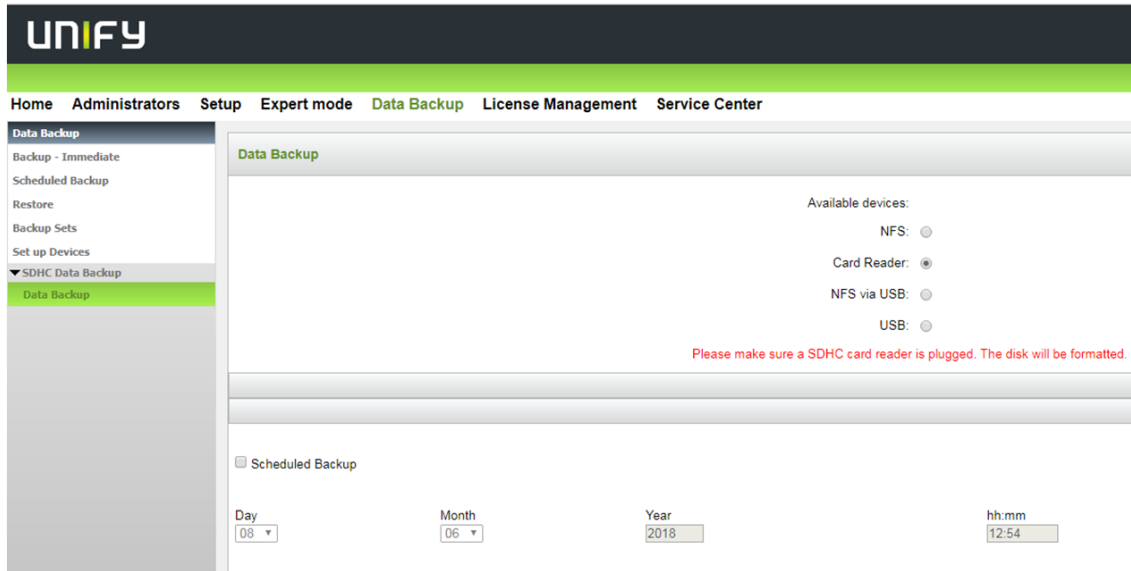 UNIFY
Home Administrators Setup Expert mode Data Backup License Management Service Center
Data Backup
Backup - Immediate
Scheduled Backup
Restore
Backup Sets
Set up Devices
SDHC Data Backup
Data Backup
Data Backup
Available devices:
NFS:
Card Reader:
NFS via USB:
USB:
Please make sure a SDHC card reader is plugged. The disk will be formatted.
Scheduled Backup
Day Month Year hh:mm
08 06 2018 12:54